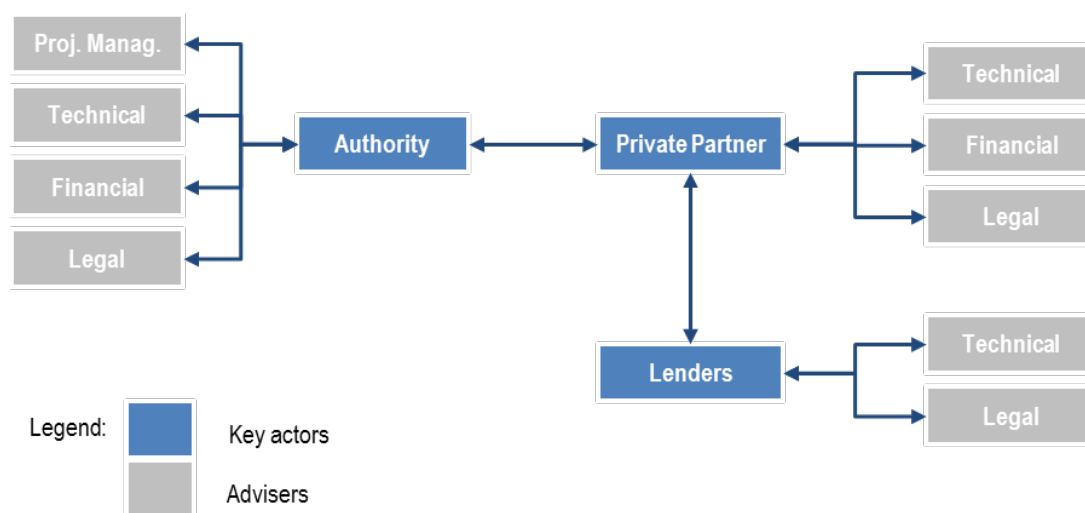 Proj. Manag.
Technical
Financial
Legal
Authority
Private Partner
Technical
Financial
Legal
Lenders
Technical
Legal
Legend:
Key actors
Advisers